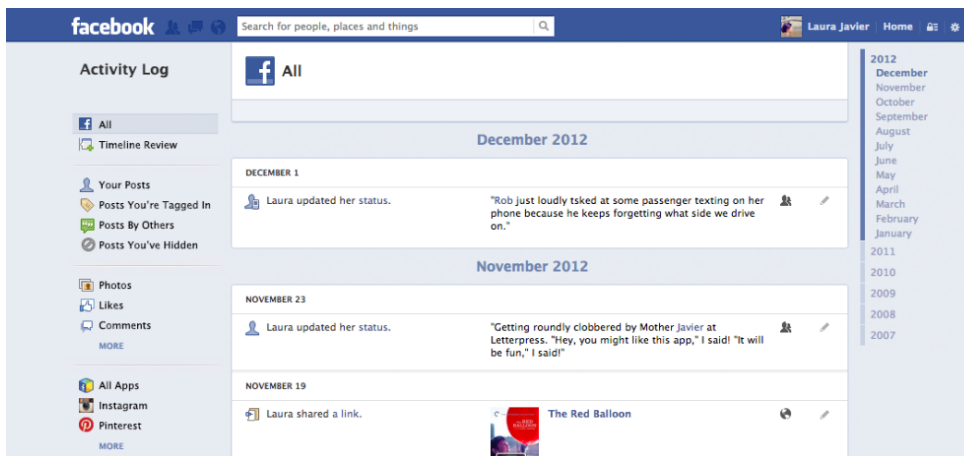 facebook
Search for people, places and things
Laura Javier
Home
Activity Log
All
Timeline Review
Your Posts
Posts You're Tagged In
Posts By Others
Posts You've Hidden
Photos
Likes
Comments
MORE
All Apps
Instagram
Pinterest
MORE
All
December 2012
DECEMBER 1
Laura updated her status.
"Rob just loudly tsked at some passenger texting on her
phone because he keeps forgetting what side we drive
on."
November 2012
NOVEMBER 23
Laura updated her status.
"Getting roundly clobbered by Mother Javier at
Letterpress. "Hey, you might like this app," I said! "It will
be fun," I said!"
NOVEMBER 19
Laura shared a link.
RED
BALLOON
The Red Balloon
2012
December
November
October
September
August
July
June
May
April
March
February
January
2011
2010
2009
2008
2007